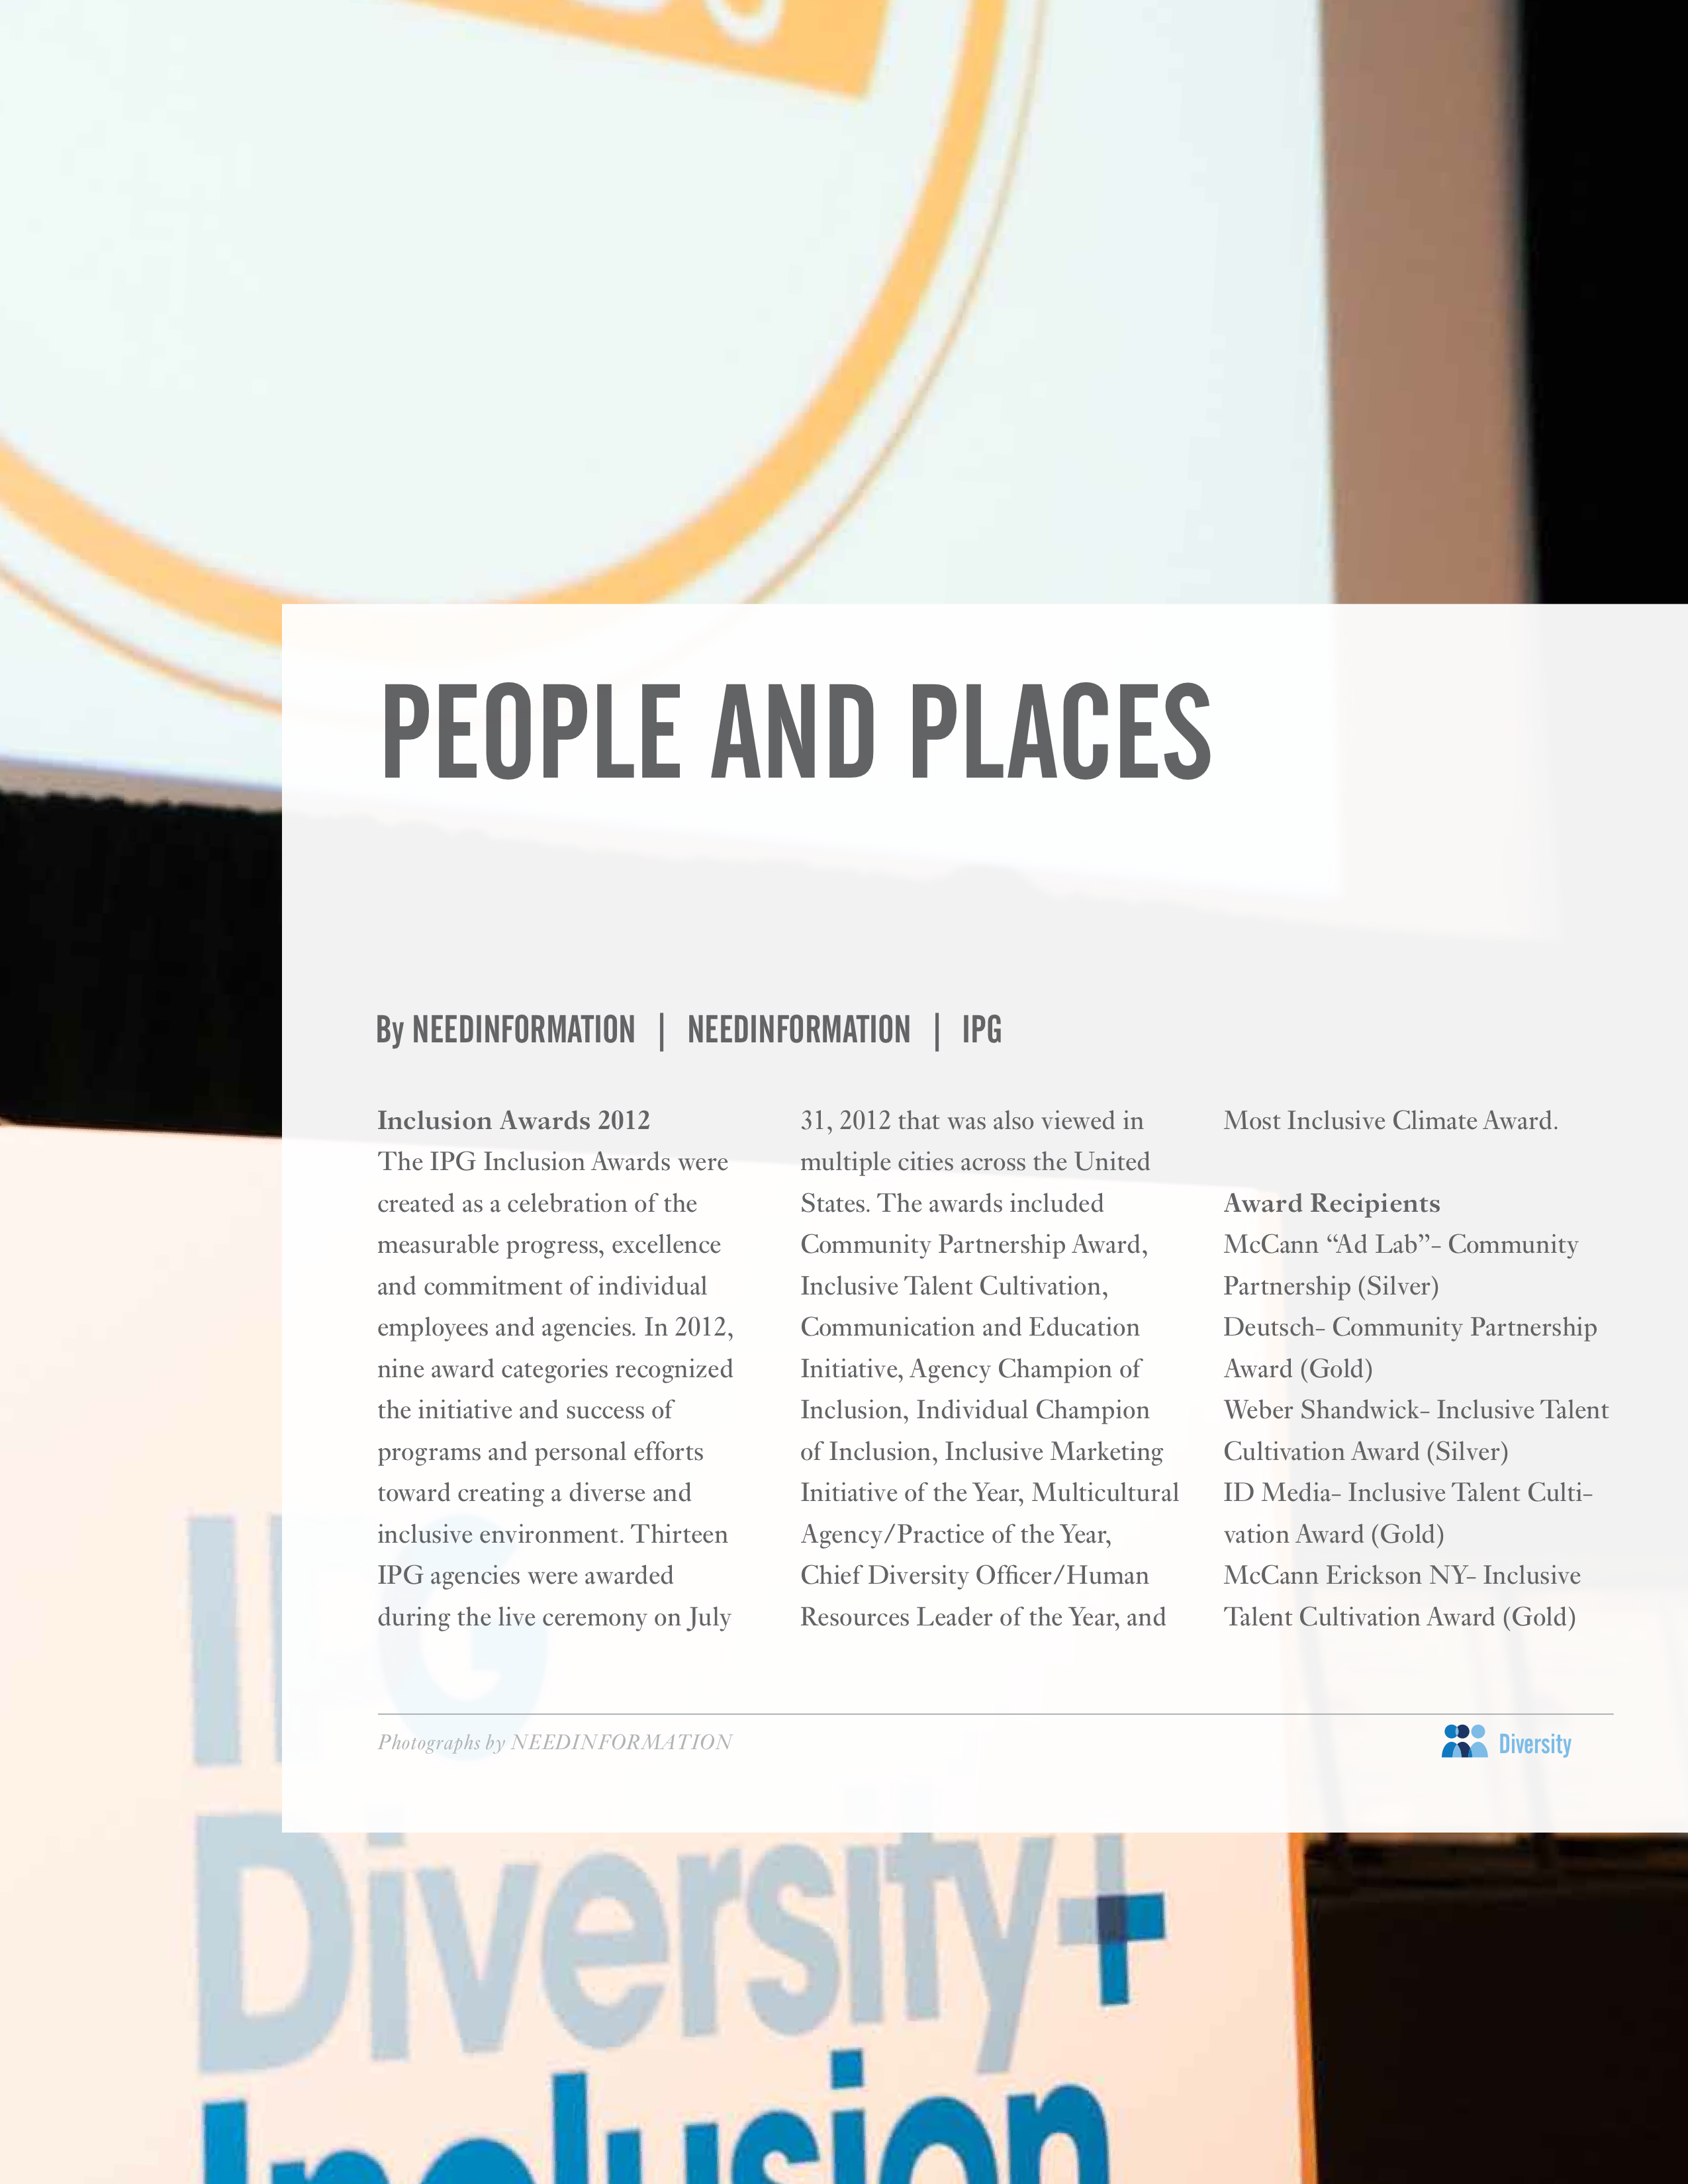 PEOPLE AND PLACES
By NEEDINFORMATION | NEEDINFORMATION | IPG
Inclusion Awards 2012
The IPG Inclusion Awards were
created as a celebration of the
measurable progress, excellence
and commitment of individual
employees and agencies. In 2012,
nine award categories recognized
the initiative and success of
programs and personal efforts
toward creating a diverse and
inclusive environment. Thirteen
IPG agencies were awarded
during the live ceremony on July
31, 2012 that was also viewed in
multiple cities across the United
States. The awards included
Community Partnership Award,
Inclusive Talent Cultivation,
Communication and Education
Initiative, Agency Champion of
Inclusion, Individual Champion
of Inclusion, Inclusive Marketing
Initiative of the Year, Multicultural
Agency/Practice of the Year,
Chief Diversity Officer/Human
Resources Leader of the Year, and
Most Inclusive Climate Award.
Award Recipients
McCann “Ad Lab”- Community
Partnership (Silver)
Deutsch- Community Partnership
Award (Gold)
Weber Shandwick- Inclusive Talent
Cultivation Award (Silver)
ID Media- Inclusive Talent Culti-
vation Award (Gold)
McCann Erickson NY- Inclusive
Talent Cultivation Award (Gold)
Photographs by NEEDINFORMATION
Diversity
IPG
Diversity+
Inclusion